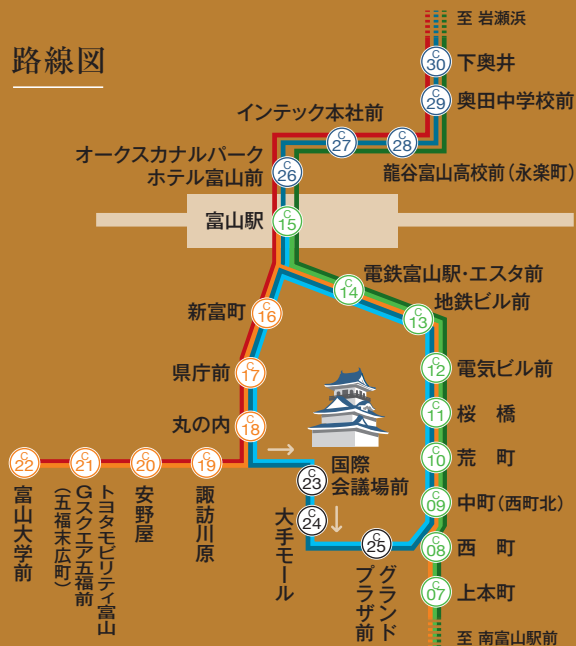 路線図
至 岩瀬浜
C
30
下奥井
C
29
奥田中学校前
インテック本社前
C
27
C
28
龍谷富山高校前(永楽町)
オークスカナルパーク
ホテル富山前
C
26
富山駅
C
15
電鉄富山駅・エスタ前
C
14
地鉄ビル前
C
13
新富町
C
16
県庁前
C
17
丸の内
C
18
C
12
電気ビル前
C
11
桜 橋
C
10
荒 町
C
09
中町(西町北)
C
08
西 町
C
07
上本町
至 南富山駅前
C
22
富山大学前
C
21
トヨタモビリティ富山
Gスクエア五福前
(五福末広町)
C
20
安野屋
C
19
諏訪川原
C
23
国際
会議場前
C
24
大手モール
C
25
グランド
プラザ前